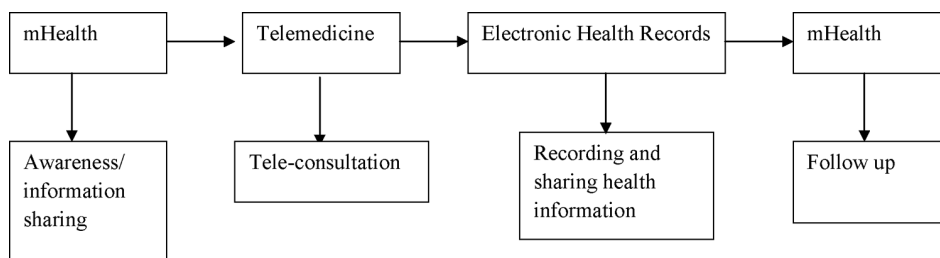 mHealth
Telemedicine
Electronic Health Records
mHealth
Awareness/
information
sharing
Tele-consultation
Recording and
sharing health
information
Follow up